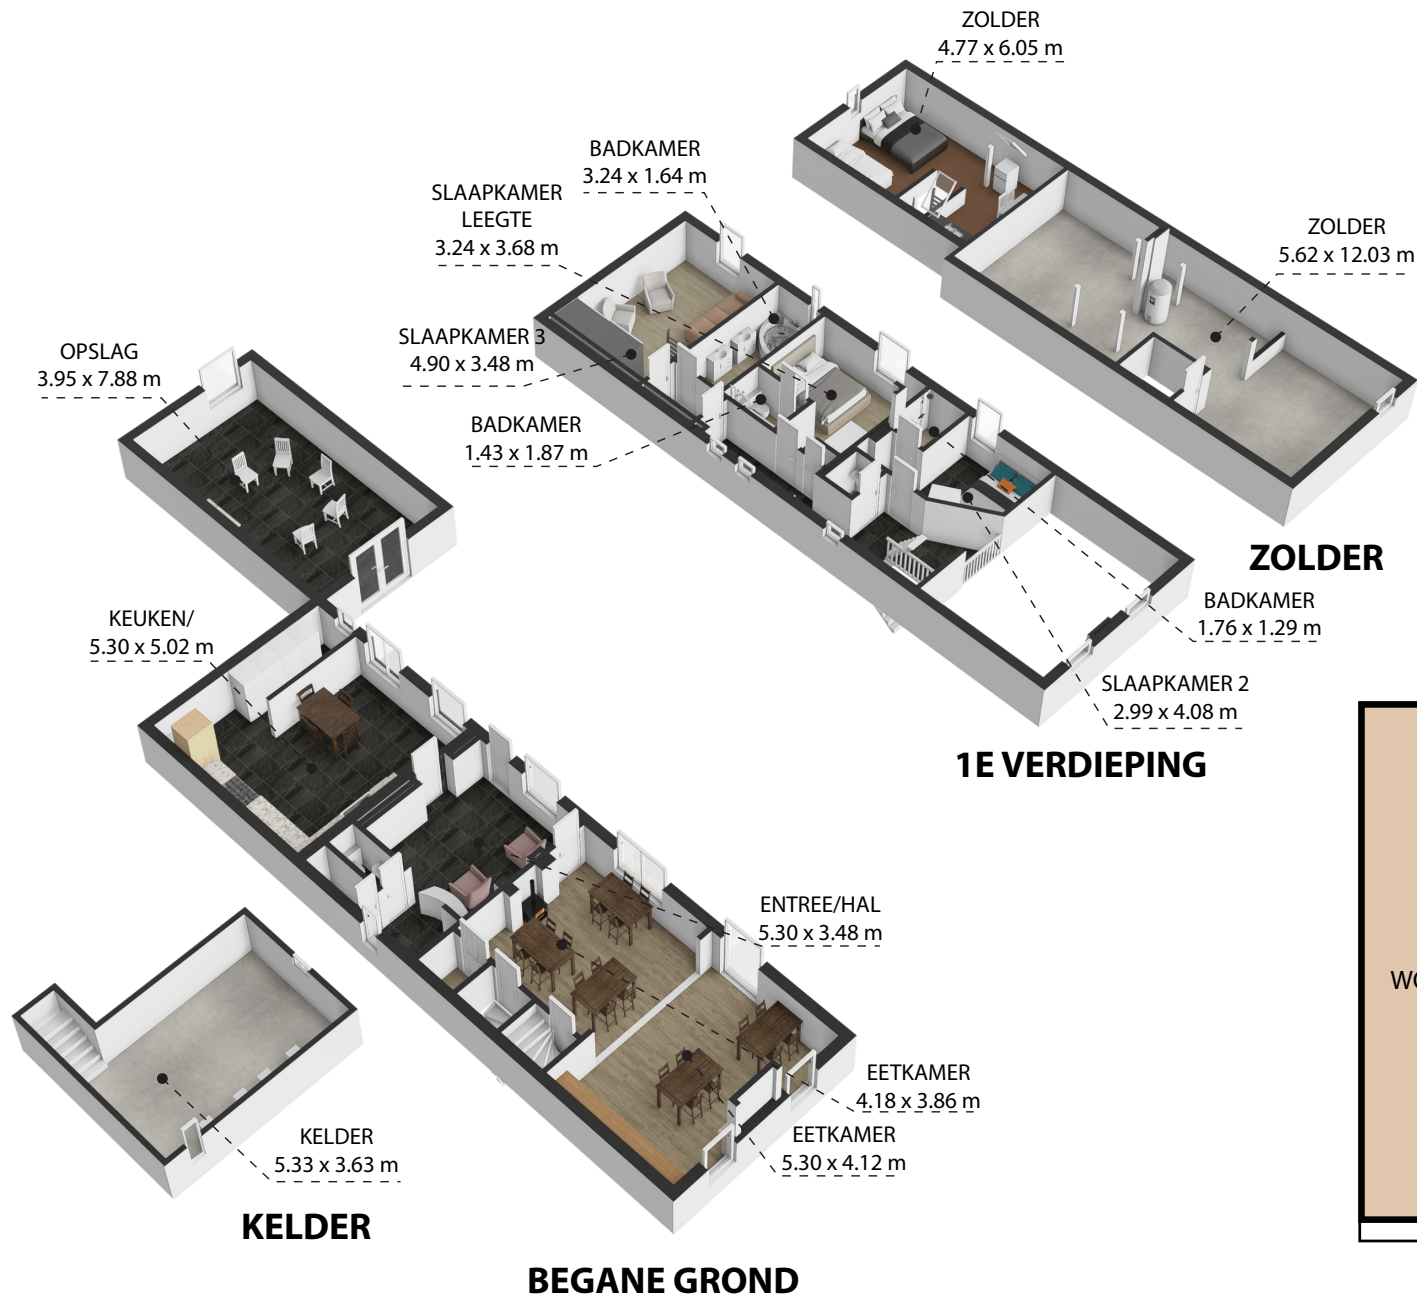 ZOLDER
4.77 x 6.05 m
BADKAMER
3.24 x 1.64 m
SLAAPKAMER
LEEGTE
3.24 x 3.68 m
ZOLDER
5.62 x 12.03 m
SLAAPKAMER 3
4.90 x 3.48 m
OPSLAG
3.95 x 7.88 m
BADKAMER
1.43 x 1.87 m
ZOLDER
BADKAMER
1.76 x 1.29 m
KEUKEN/
5.30 x 5.02 m
SLAAPKAMER 2
2.99 x 4.08 m
1E VERDIEPING
ENTREE/HAL
5.30 x 3.48 m
EETKAMER
4.18 x 3.86 m
EETKAMER
5.30 x 4.12 m
KELDER
5.33 x 3.63 m
KELDER
BEGANE GROND